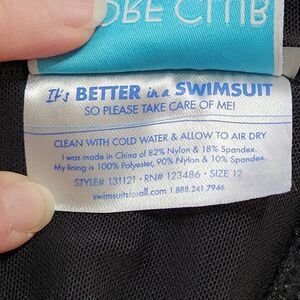 ORE CLUB
It's BETTER in a SWIMSUIT
SO PLEASE TAKE CARE OF ME!
CLEAN WITH COLD WATER & ALLOW TO AIR DRY
I was made in China of 82% Nylon & 18% Spandex.
My lining is 100% Polyester, 90% Nylon & 10% Spandex.
STYLE# 131121 • RN# 123486 • SIZE 12
swimsuitsforall.com 1.888.241.7946